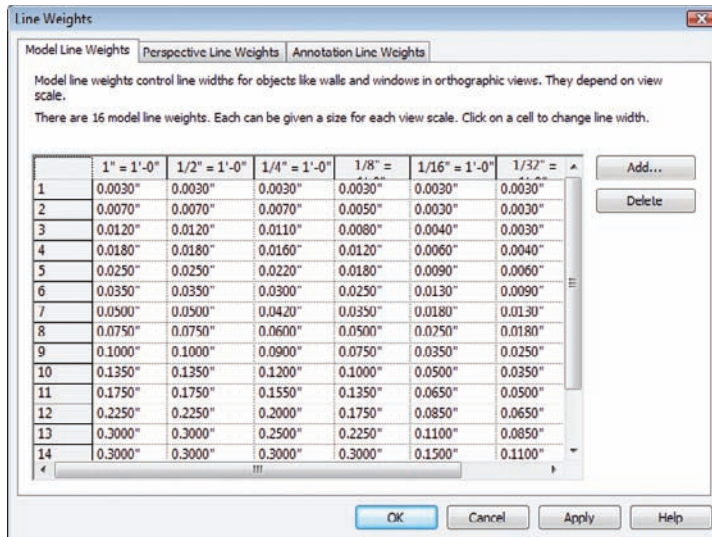 Line Weights
Model Line Weights Perspective Line Weights Annotation Line Weights
Model line weights control line widths for objects like walls and windows in orthographic views. They depend on view
scale.
There are 16 model line weights. Each can be given a size for each view scale. Click on a cell to change line width.
1" = 1'-0" 1/2" = 1'-0" 1/4" = 1'-0" 1/8" = 1/16" = 1'-0" 1/32" =
1 0.0030" 0.0030" 0.0030" 0.0030" 0.0030" 0.0030"
2 0.0070" 0.0070" 0.0070" 0.0050" 0.0030" 0.0030"
3 0.0120" 0.0120" 0.0110" 0.0080" 0.0040" 0.0030"
4 0.0180" 0.0180" 0.0160" 0.0120" 0.0060" 0.0040"
5 0.0250" 0.0250" 0.0220" 0.0180" 0.0090" 0.0060"
6 0.0350" 0.0350" 0.0300" 0.0250" 0.0130" 0.0090"
7 0.0500" 0.0500" 0.0420" 0.0350" 0.0180" 0.0130"
8 0.0750" 0.0750" 0.0600" 0.0500" 0.0250" 0.0180"
9 0.1000" 0.1000" 0.0900" 0.0750" 0.0350" 0.0250"
10 0.1350" 0.1350" 0.1200" 0.1000" 0.0500" 0.0350"
11 0.1750" 0.1750" 0.1550" 0.1350" 0.0650" 0.0500"
12 0.2250" 0.2250" 0.2000" 0.1750" 0.0850" 0.0650"
13 0.3000" 0.3000" 0.2500" 0.2250" 0.1100" 0.0850"
14 0.3000" 0.3000" 0.3000" 0.3000" 0.1500" 0.1100"
Add...
Delete
OK Cancel Apply Help